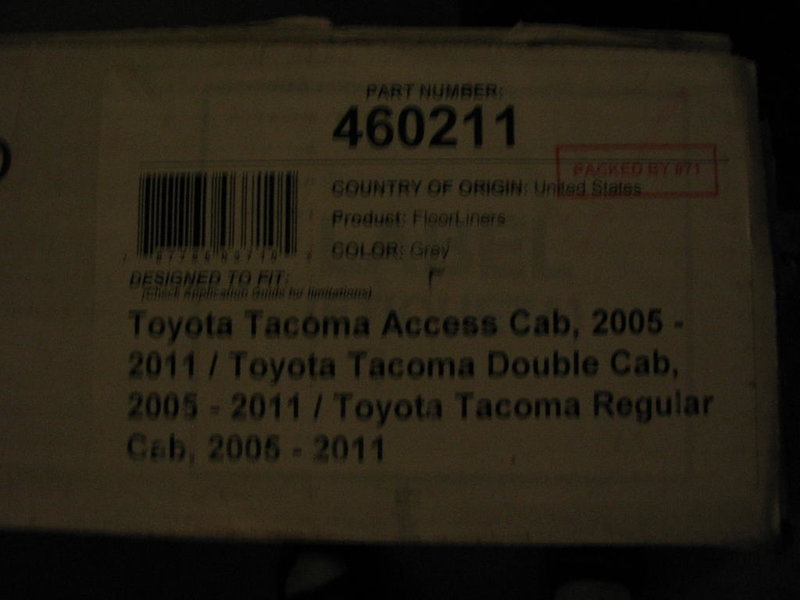 PART NUMBER:
460211
PACKED BY 871
COUNTRY OF ORIGIN: United States
Product: FloorLiners
COLOR: Grey
DESIGNED TO FIT:
(Check Application Guide for limitations)
Toyota Tacoma Access Cab, 2005 -
2011 / Toyota Tacoma Double Cab,
2005 - 2011 / Toyota Tacoma Regular
Cab, 2005 - 2011